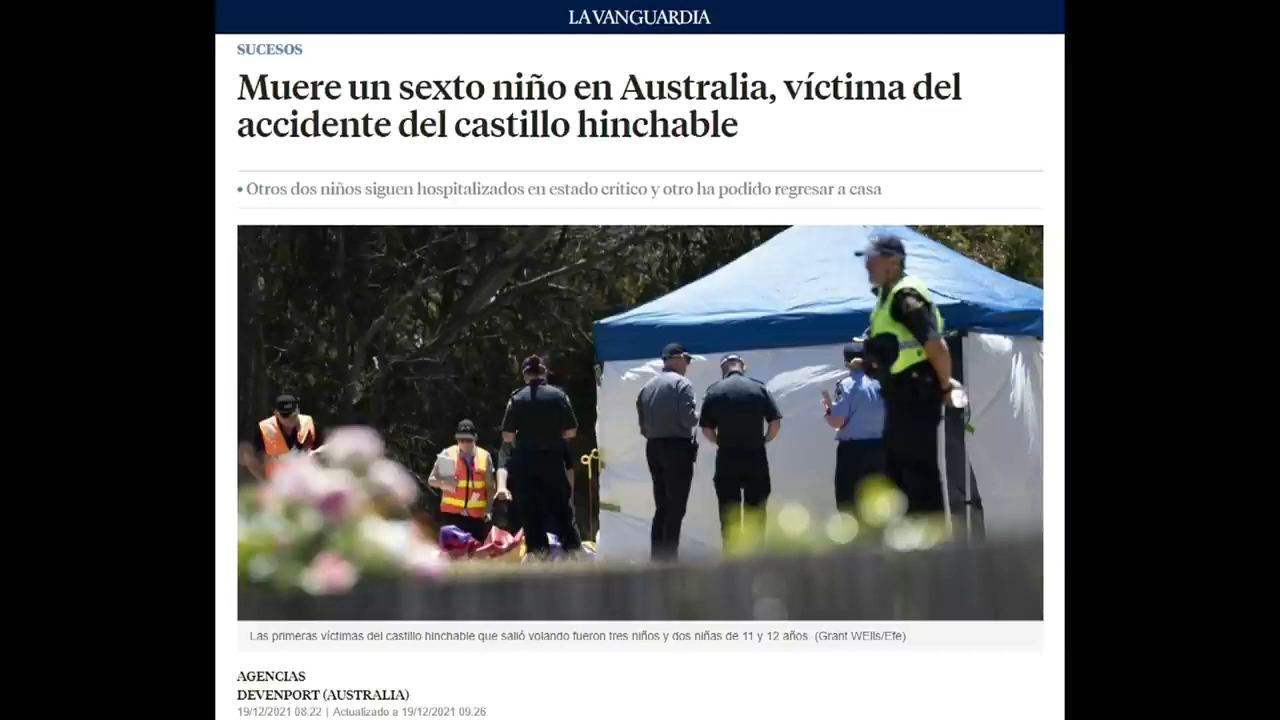 LA VANGUARDIA
SUCESOS
Muere un sexto niño en Australia, víctima del
accidente del castillo hinchable
• Otros dos niños siguen hospitalizados en estado crítico y otro ha podido regresar a casa
Las primeras víctimas del castillo hinchable que salió volando fueron tres niños y dos niñas de 11 y 12 años (Grant WElls/Efe)
AGENCIAS
DEVENPORT (AUSTRALIA)
19/12/2021 08:22 | Actualizado a 19/12/2021 09:26